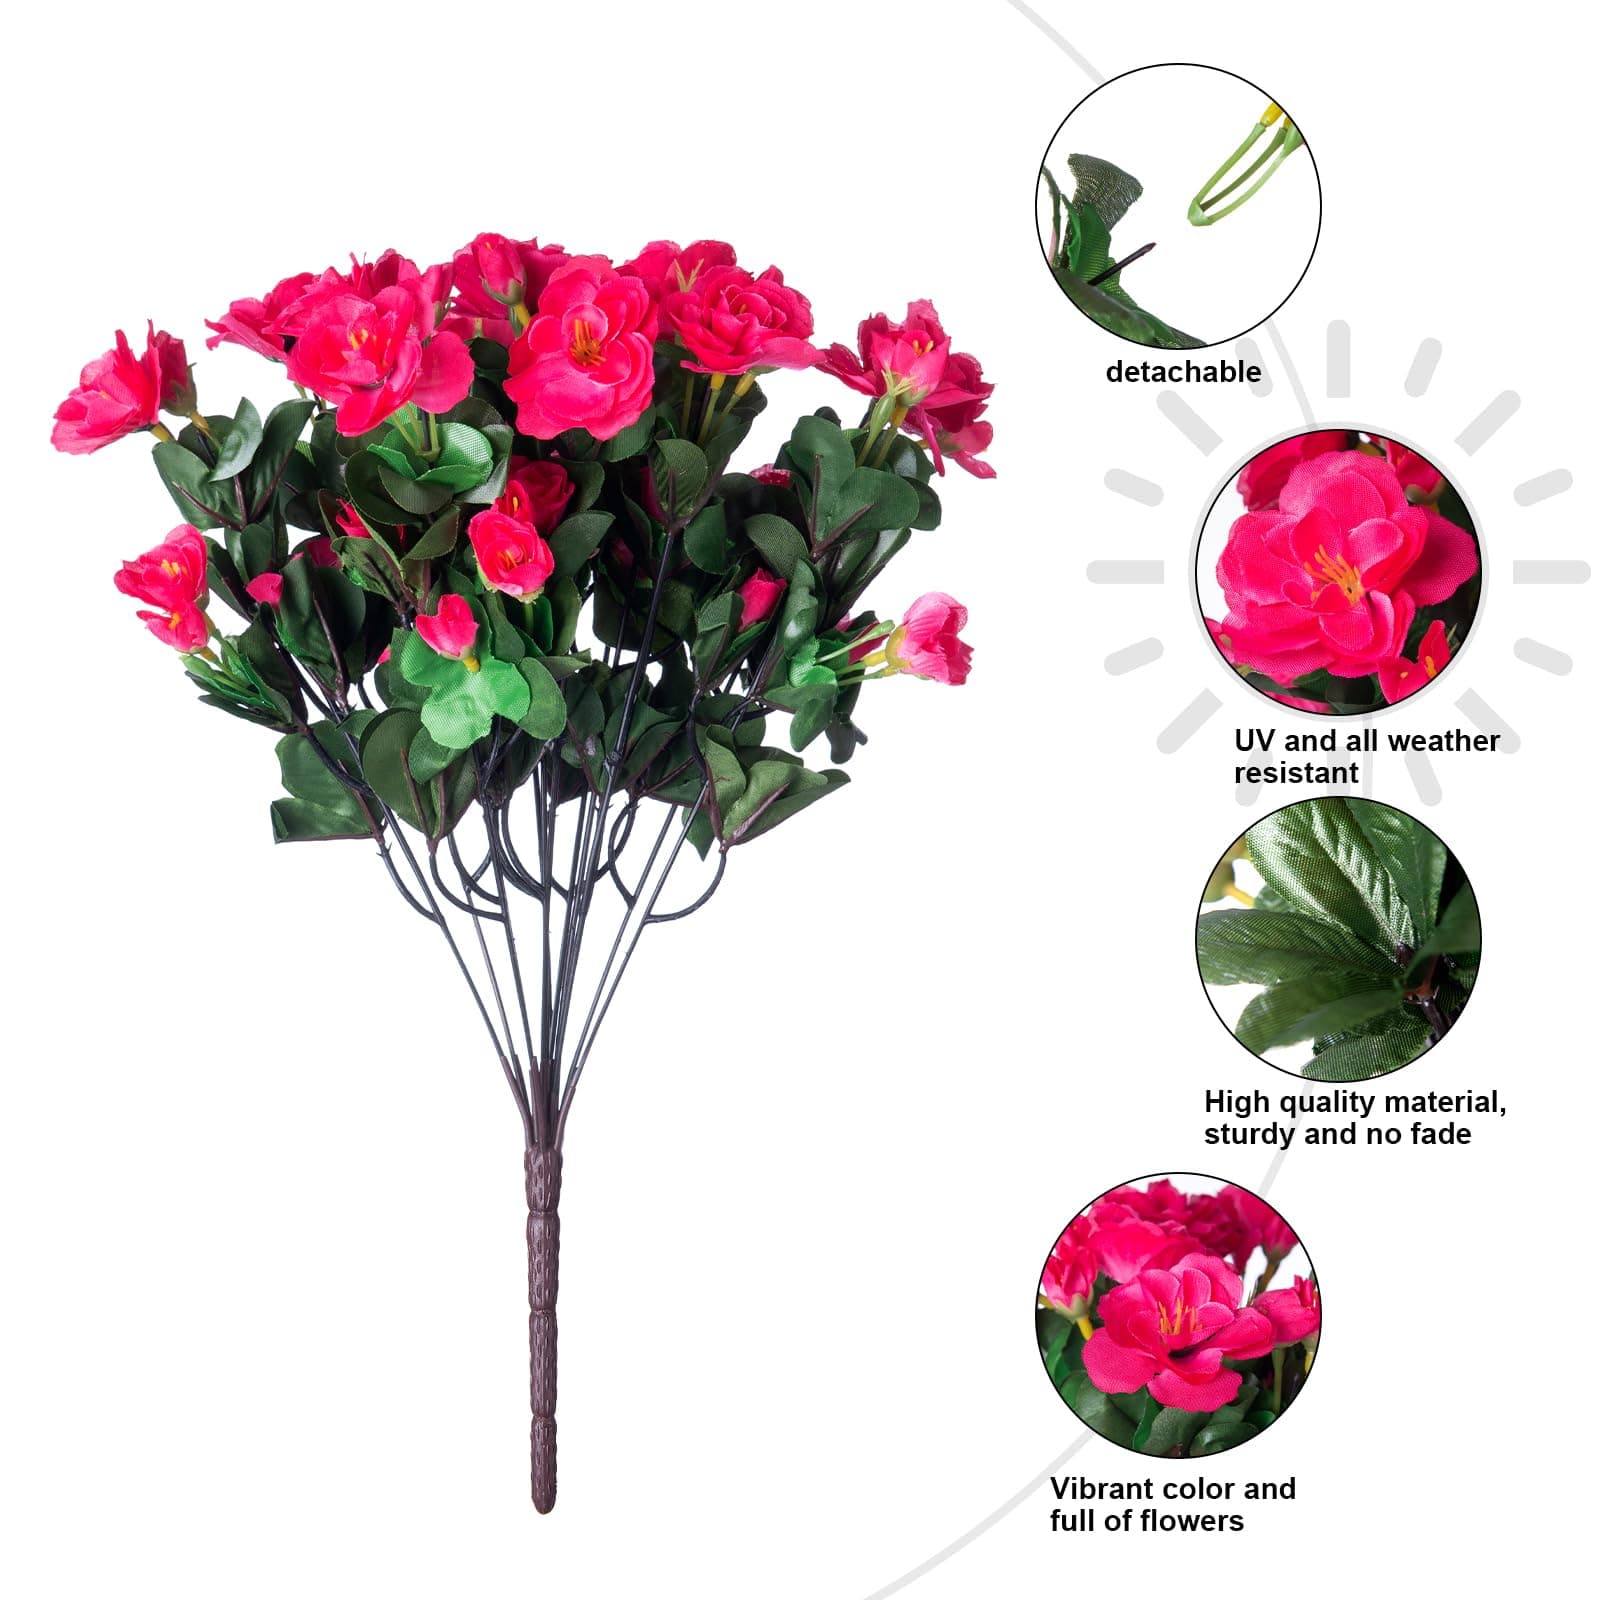 detachable
UV and all weather
resistant
High quality material,
sturdy and no fade
Vibrant color and
full of flowers